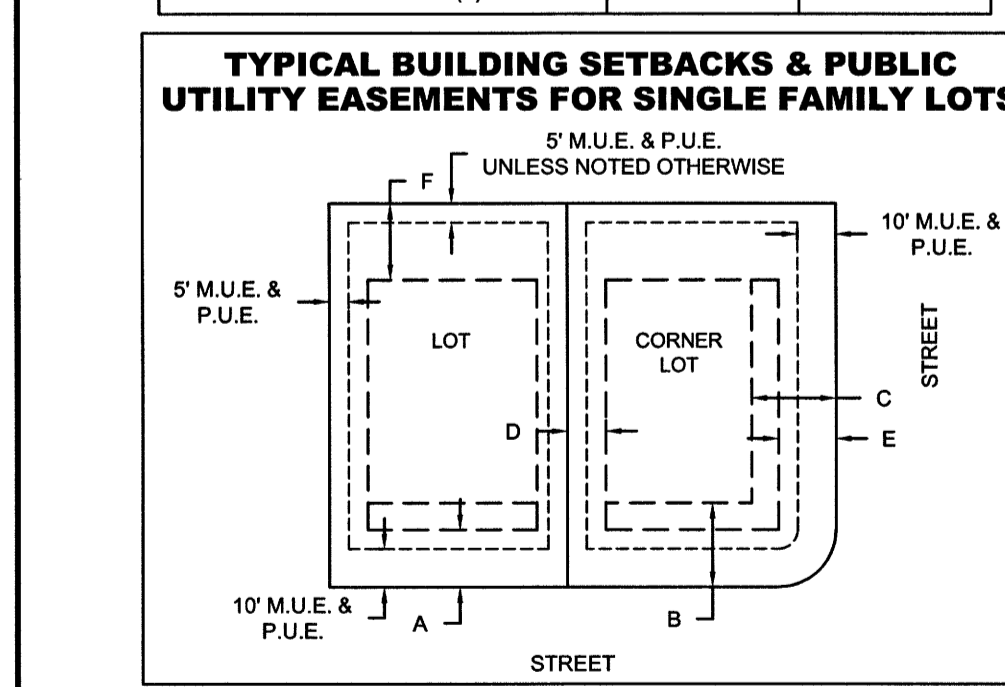 TYPICAL BUILDING SETBACKS & PUBLIC
UTILITY EASEMENTS FOR SINGLE FAMILY LOTS
5' M.U.E. & P.U.E.
UNLESS NOTED OTHERWISE
F
10' M.U.E. &
P.U.E.
5' M.U.E. &
P.U.E.
LOT
CORNER
LOT
STREET
C
D
E
10' M.U.E. &
P.U.E.
A
B
STREET